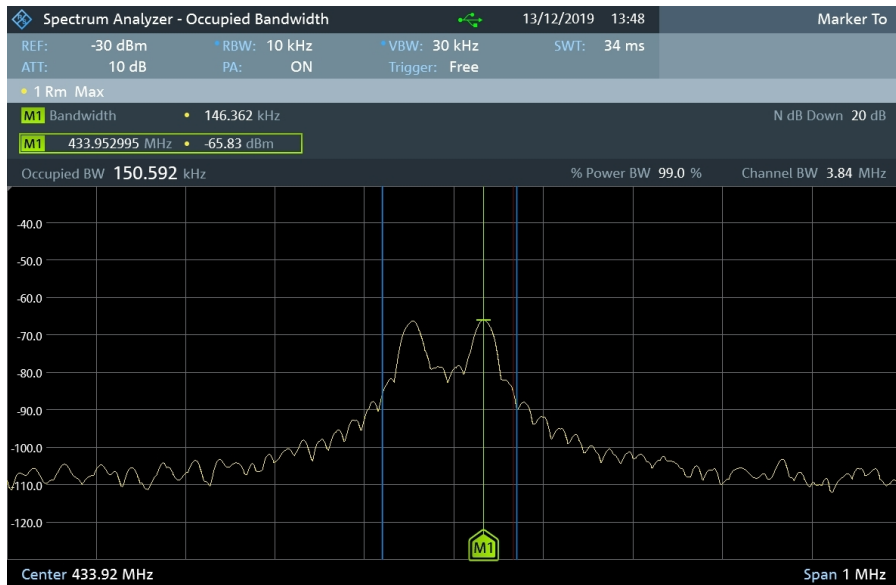 Spectrum Analyzer - Occupied Bandwidth 13/12/2019 13:48 Marker To
REF: -30 dBm *RBW: 10 kHz *VBW: 30 kHz SWT: 34 ms
ATT: 10 dB PA: ON Trigger: Free
1 Rm Max
M1 Bandwidth • 146.362 kHz N dB Down 20 dB
M1 433.952995 MHz • -65.83 dBm
Occupied BW 150.592 kHz % Power BW 99.0 % Channel BW 3.84 MHz
-40.0
-50.0
-60.0
-70.0
-80.0
-90.0
-100.0
-110.0
-120.0
M1
Center 433.92 MHz Span 1 MHz